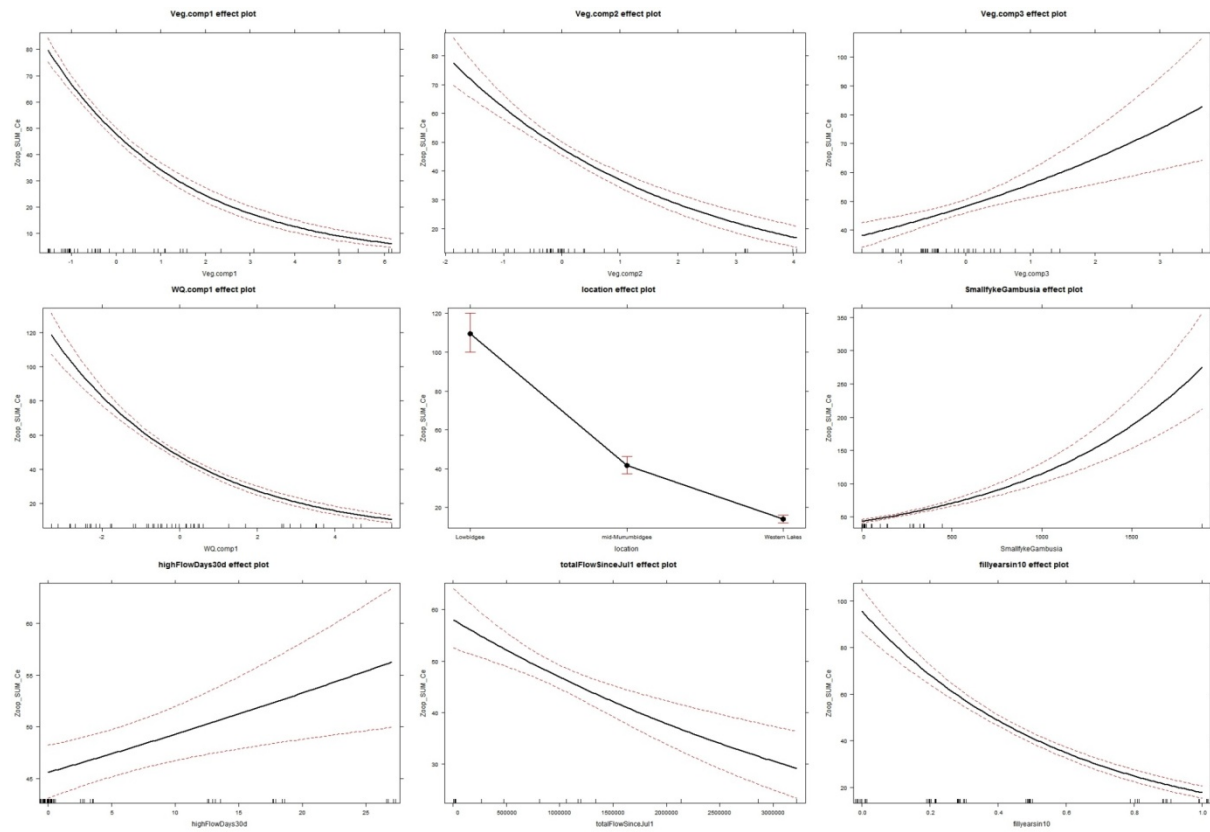 Veg.comp1 effect plot
Zoop_SUM_Ce
80
70
60
50
40
30
20
10
-1 0 1 2 3 4 5 6
Veg.comp1
Veg.comp2 effect plot
Zoop_SUM_Ce
80
70
60
50
40
30
20
-2 -1 0 1 2 3 4
Veg.comp2
Veg.comp3 effect plot
Zoop_SUM_Ce
100
90
80
70
60
50
40
-1 0 1 2 3
Veg.comp3
WQ.comp1 effect plot
Zoop_SUM_Ce
120
100
80
60
40
20
-2 0 2 4
WQ.comp1
location effect plot
Zoop_SUM_Ce
120
100
80
60
40
20
Lowbidgee mid-Murrumbidgee Western Lakes
location
SmallfykeGambusia effect plot
Zoop_SUM_Ce
350
300
250
200
150
100
50
0 500 1000 1500
SmallfykeGambusia
highFlowDays30d effect plot
Zoop_SUM_Ce
60
55
50
45
0 5 10 15 20 25
highFlowDays30d
totalFlowSinceJul1 effect plot
Zoop_SUM_Ce
60
50
40
30
0 500000 1000000 1500000 2000000 2500000 3000000
totalFlowSinceJul1
fillyearsin10 effect plot
Zoop_SUM_Ce
100
80
60
40
20
0.0 0.2 0.4 0.6 0.8 1.0
fillyearsin10